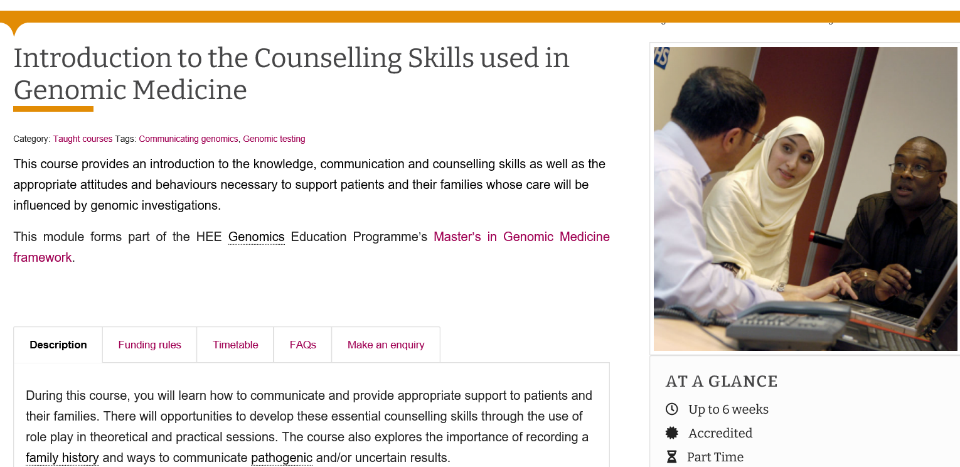 Introduction to the Counselling Skills used in
Genomic Medicine
Category: Taught courses Tags: Communicating genomics, Genomic testing
This course provides an introduction to the knowledge, communication and counselling skills as well as the
appropriate attitudes and behaviours necessary to support patients and their families whose care will be
influenced by genomic investigations.
This module forms part of the HEE Genomics Education Programme's Master's in Genomic Medicine
framework.
Description Funding rules Timetable FAQs Make an enquiry
During this course, you will learn how to communicate and provide appropriate support to patients and
their families. There will opportunities to develop these essential counselling skills through the use of
role play in theoretical and practical sessions. The course also explores the importance of recording a
family history and ways to communicate pathogenic and/or uncertain results.
AT A GLANCE
Up to 6 weeks
Accredited
Part Time